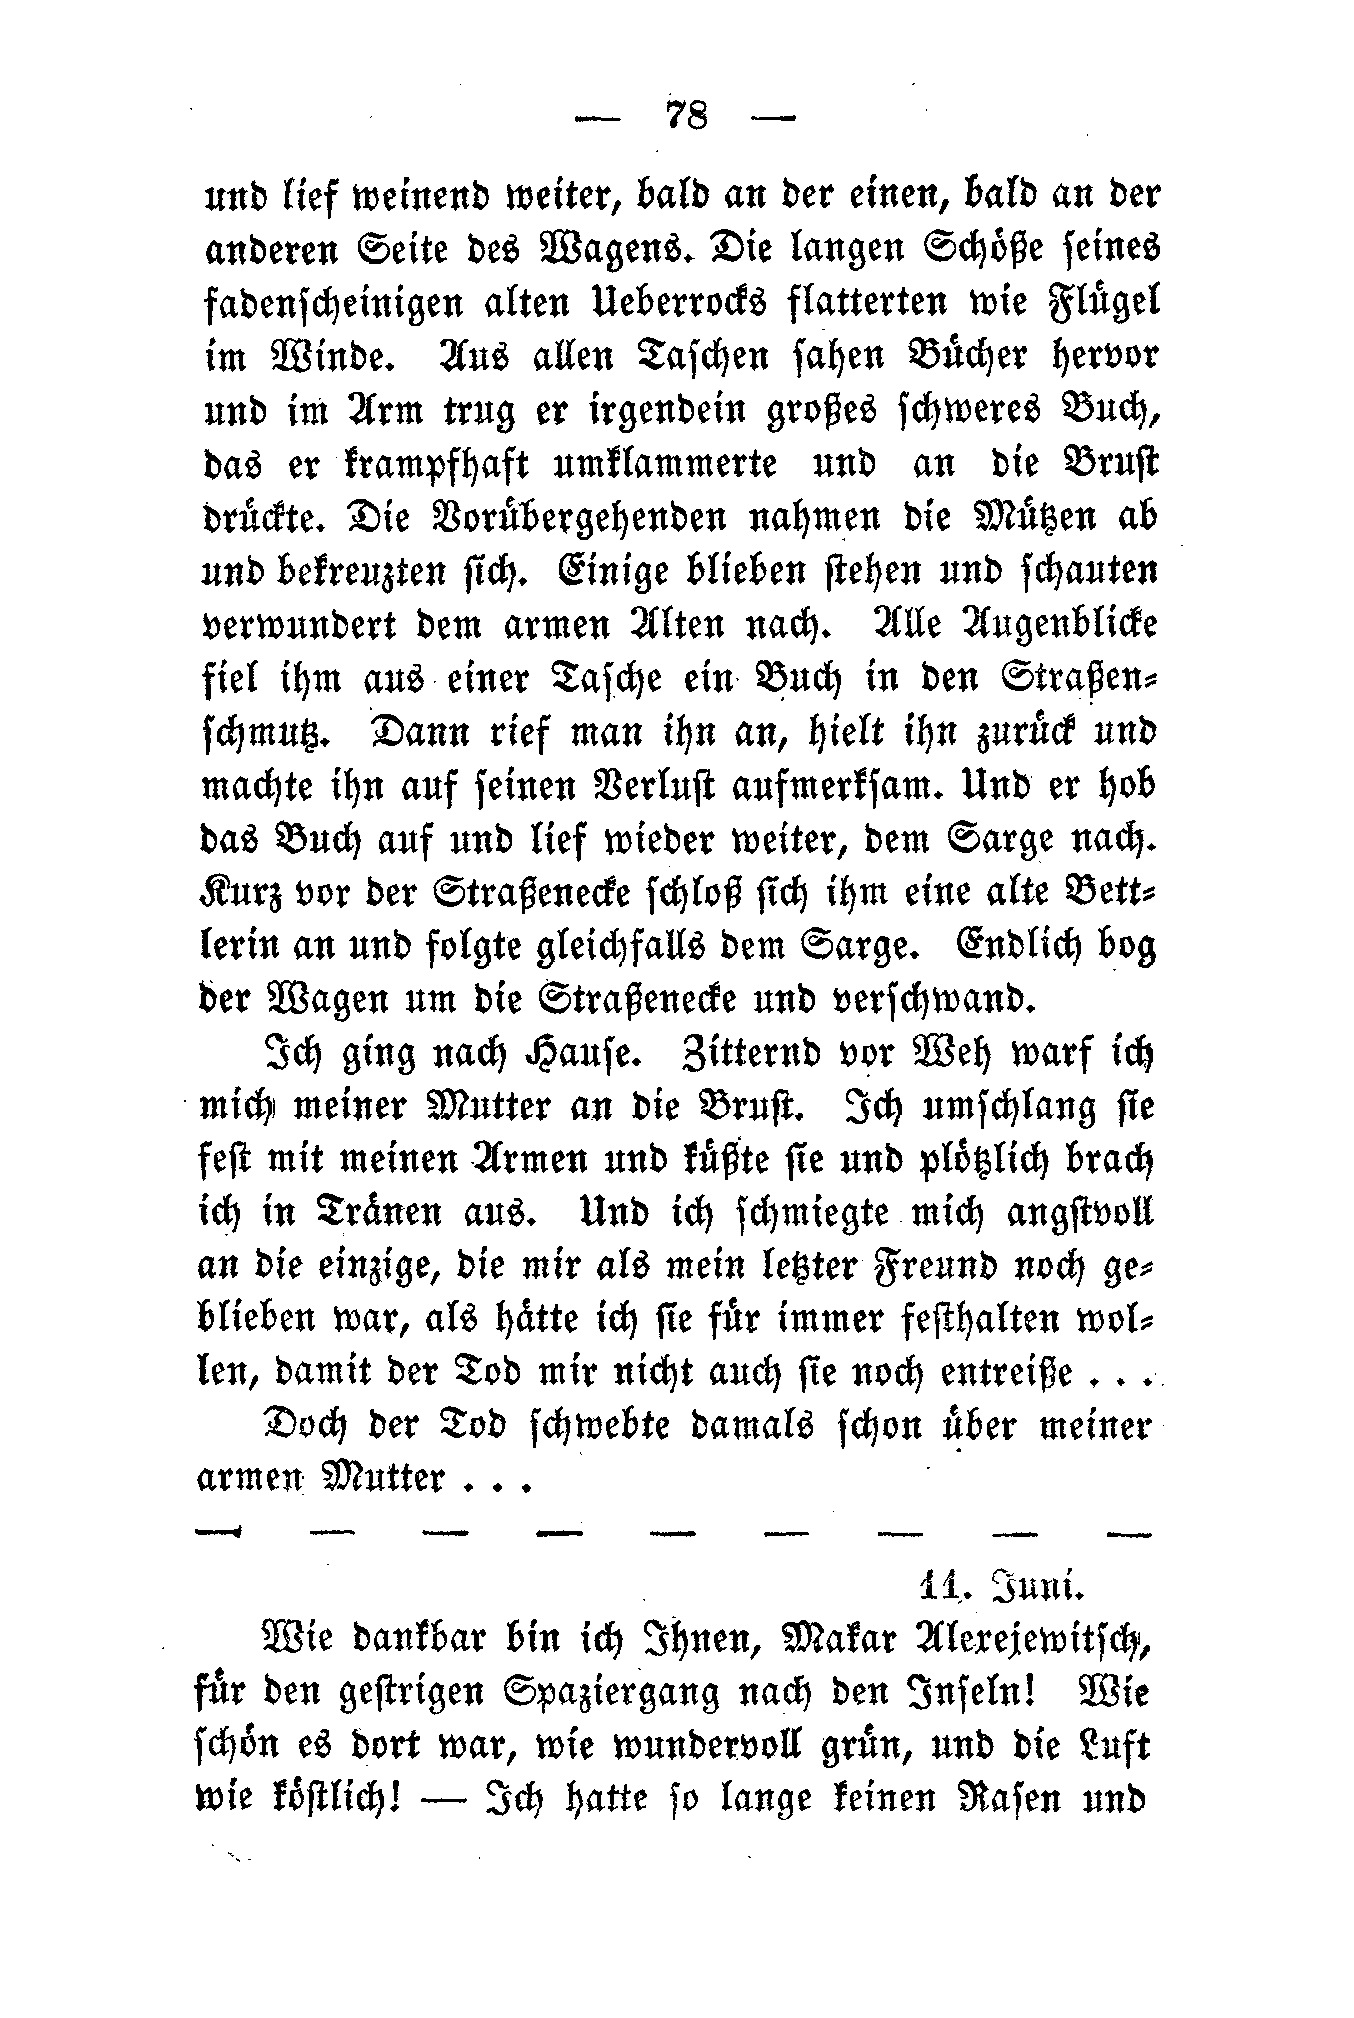 — 78 —
und lief weinend weiter, bald an der einen, bald an der
anderen Seite des Wagens. Die langen Schöße seines
fadenscheinigen alten Ueberrocks flatterten wie Flügel
im Winde. Aus allen Taschen sahen Bücher hervor
und im Arm trug er irgendein großes schweres Buch,
das er krampfhaft umklammerte und an die Brust
drückte. Die Vorübergehenden nahmen die Mützen ab
und bekreuzten sich. Einige blieben stehen und schauten
verwundert dem armen Alten nach. Alle Augenblicke
fiel ihm aus einer Tasche ein Buch in den Straßen-
schmutz. Dann rief man ihn an, hielt ihn zurück und
machte ihn auf seinen Verlust aufmerksam. Und er hob
das Buch auf und lief wieder weiter, dem Sarge nach.
Kurz vor der Straßenecke schloß sich ihm eine alte Bett-
lerin an und folgte gleichfalls dem Sarge. Endlich bog
der Wagen um die Straßenecke und verschwand.
Ich ging nach Hause. Zitternd vor Weh warf ich
mich meiner Mutter an die Brust. Ich umschlang sie
fest mit meinen Armen und küßte sie und plötzlich brach
ich in Tränen aus. Und ich schmiegte mich angstvoll
an die einzige, die mir als mein letzter Freund noch ge-
blieben war, als hätte ich sie für immer festhalten wol-
len, damit der Tod mir nicht auch sie noch entreiße . . .
Doch der Tod schwebte damals schon über meiner
armen Mutter . . .
— — — — — — — — —
11. Juni.
Wie dankbar bin ich Ihnen, Makar Alexejewitsch,
für den gestrigen Spaziergang nach den Inseln! Wie
schön es dort war, wie wundervoll grün, und die Luft
wie köstlich! — Ich hatte so lange keinen Rasen und